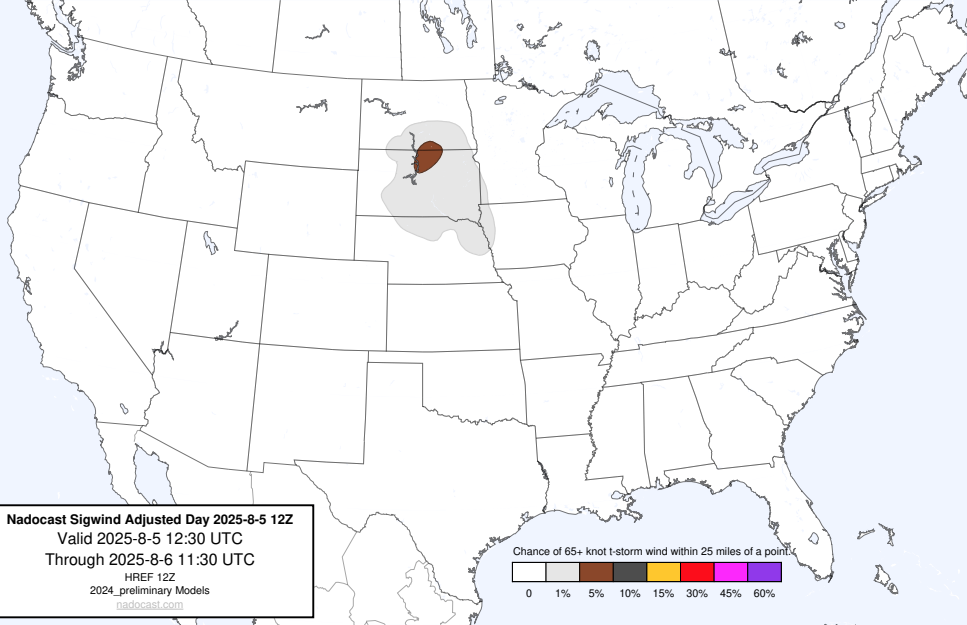 Nadocast Sigwind Adjusted Day 2025-8-5 12Z
Valid 2025-8-5 12:30 UTC
Through 2025-8-6 11:30 UTC
HREF 12Z
2024_preliminary Models
nadocast.com
Chance of 65+ knot t-storm wind within 25 miles of a point.
0 1% 5% 10% 15% 30% 45% 60%